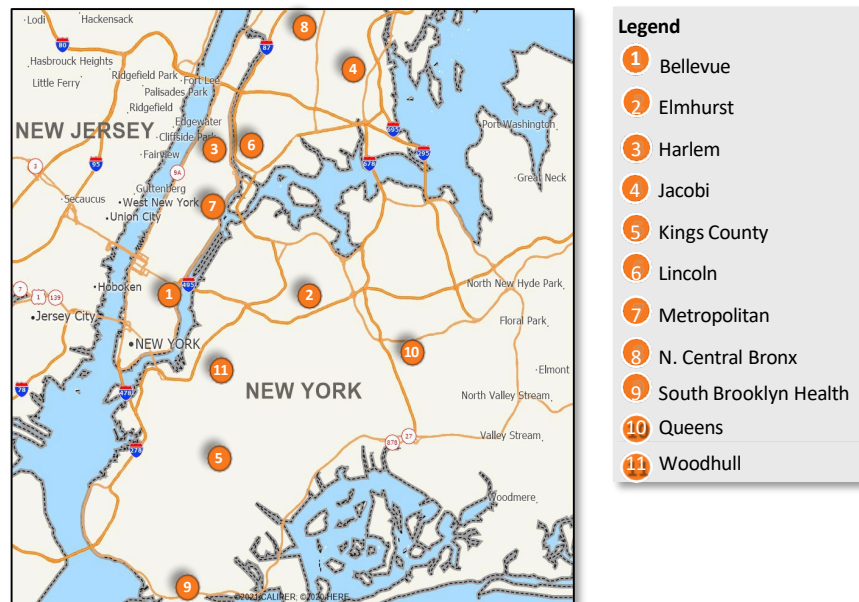 Lodi
Hackensack
8
87
80
Hasbrouck Heights
Ridgefield Park
Fort Lee
4
Little Ferry
Palisades Park
Ridgefield
Edgewater
695
Port Washington
NEW JERSEY
Cliffside Park
6
3
Fairview
678
295
3
95
9A
Great Neck
Guttenberg
Secaucus
West New York
7
Union City
495
Hoboken
1
2
North New Hyde Park
7
1
139
Jersey City
Floral Park
NEW YORK
10
11
Elmont
78
478
NEW YORK
North Valley Stream
878
27
Valley Stream
278
5
Woodmere
9
©2021 CALIPER; ©2020 HERE
Legend
1 Bellevue
2 Elmhurst
3 Harlem
4 Jacobi
5 Kings County
6 Lincoln
7 Metropolitan
8 N. Central Bronx
9 South Brooklyn Health
10 Queens
11 Woodhull